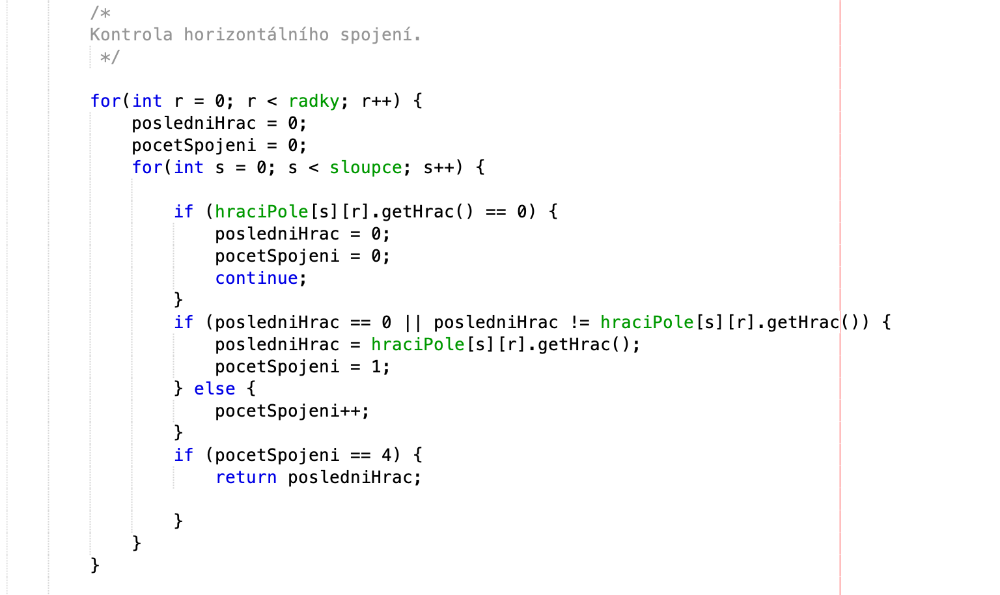 /*
Kontrola horizontálního spojení.
*/
for(int r = 0; r < radky; r++) {
posledniHrac = 0;
pocetSpojeni = 0;
for(int s = 0; s < sloupce; s++) {
if (hraciPole[s][r].getHrac() == 0) {
posledniHrac = 0;
pocetSpojeni = 0;
continue;
}
if (posledniHrac == 0 || posledniHrac != hraciPole[s][r].getHrac()) {
posledniHrac = hraciPole[s][r].getHrac();
pocetSpojeni = 1;
} else {
pocetSpojeni++;
}
if (pocetSpojeni == 4) {
return posledniHrac;
}
}
}